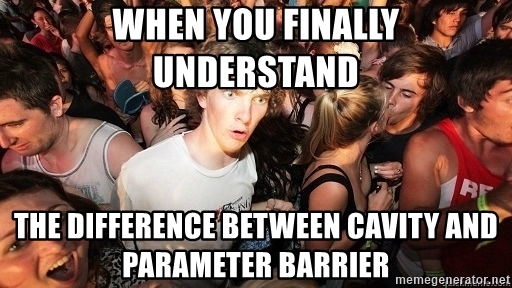 WHEN YOU FINALLY
UNDERSTAND
THE DIFFERENCE BETWEEN CAVITY AND
PARAMETER BARRIER
memegenerator.net